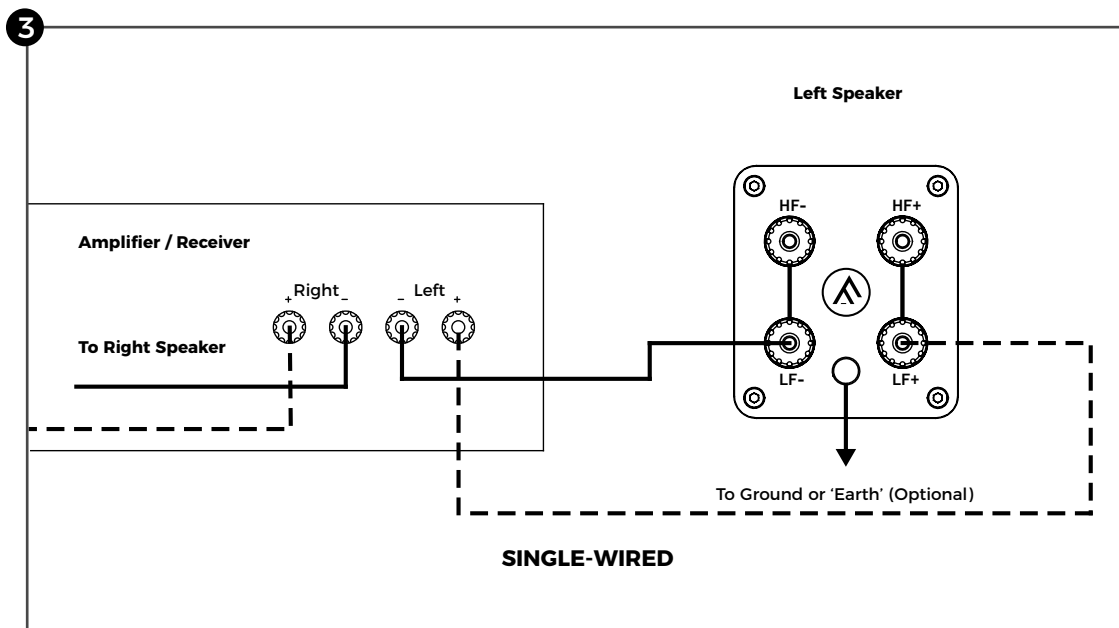 3
Left Speaker
HF-
HF+
Amplifier / Receiver
+ Right -
- Left +
To Right Speaker
LF-
LF+
To Ground or ‘Earth’ (Optional)
SINGLE-WIRED